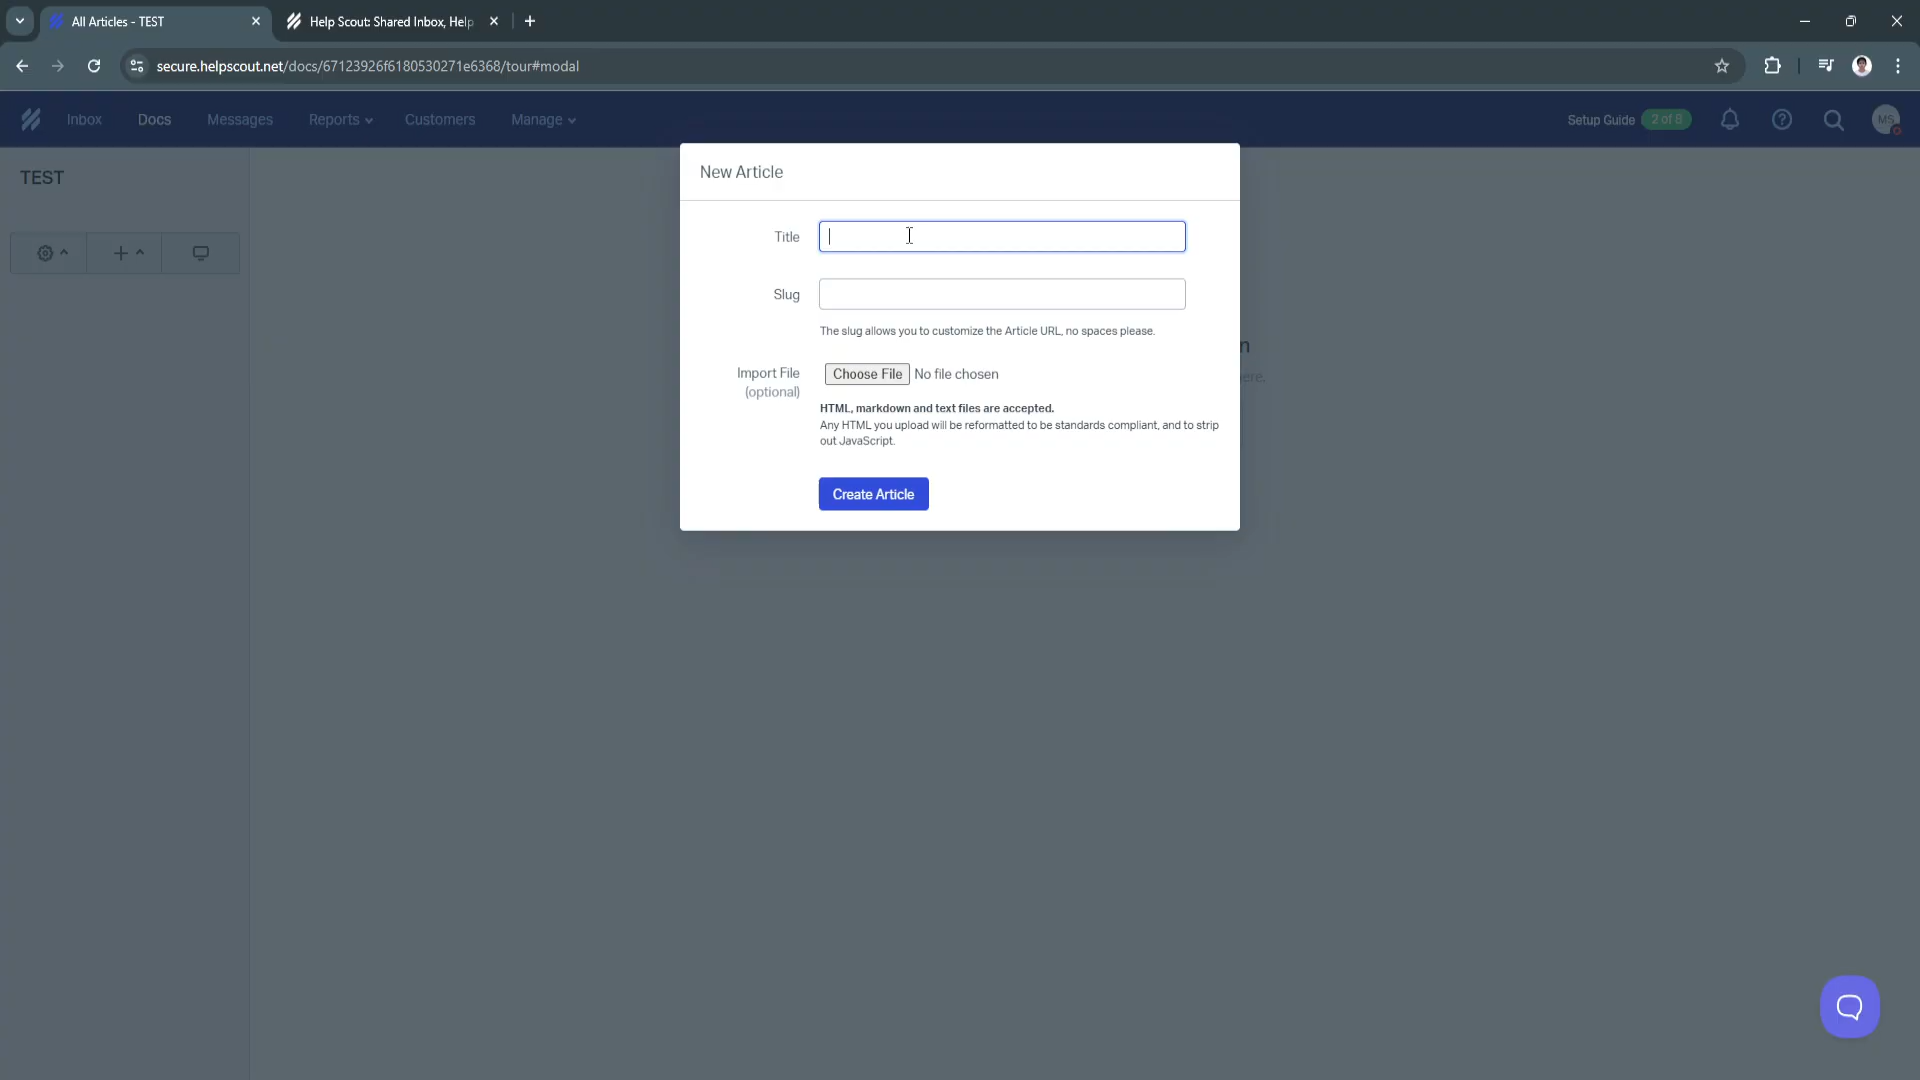 All Articles - TEST
Help Scout: Shared Inbox, Help
secure.helpscout.net/docs/67123926f6180530271e6368/tour#modal
Inbox Docs Messages Reports Customers Manage Setup Guide 2 of 8 MS
TEST
New Article
Title
Slug
The slug allows you to customize the Article URL, no spaces please.
Import File
(optional)
Choose File No file chosen
HTML, markdown and text files are accepted.
Any HTML you upload will be reformatted to be standards compliant, and to strip
out JavaScript.
Create Article